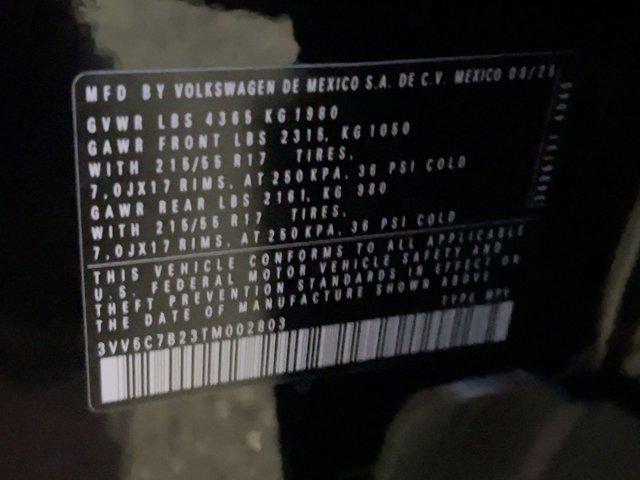 MFD BY VOLKSWAGEN DE MEXICO S.A. DE C.V. MEXICO 03/25
GVWR LBS 4365 KG 1980
GAWR FRONT LBS 2315, KG 1050
WITH 215/55 R17 TIRES,
7,0JX17 RIMS, AT 250 KPA, 36 PSI COLD
GAWR REAR LBS 2161, KG 980
WITH 215/55 R17 TIRES,
7,0JX17 RIMS, AT 250 KPA, 36 PSI COLD
THIS VEHICLE CONFORMS TO ALL APPLICABLE
U.S. FEDERAL MOTOR VEHICLE SAFETY AND
THEFT PREVENTION STANDARDS IN EFFECT ON
THE DATE OF MANUFACTURE SHOWN ABOVE
TYPE MPV
3VV5C7B23TM002803